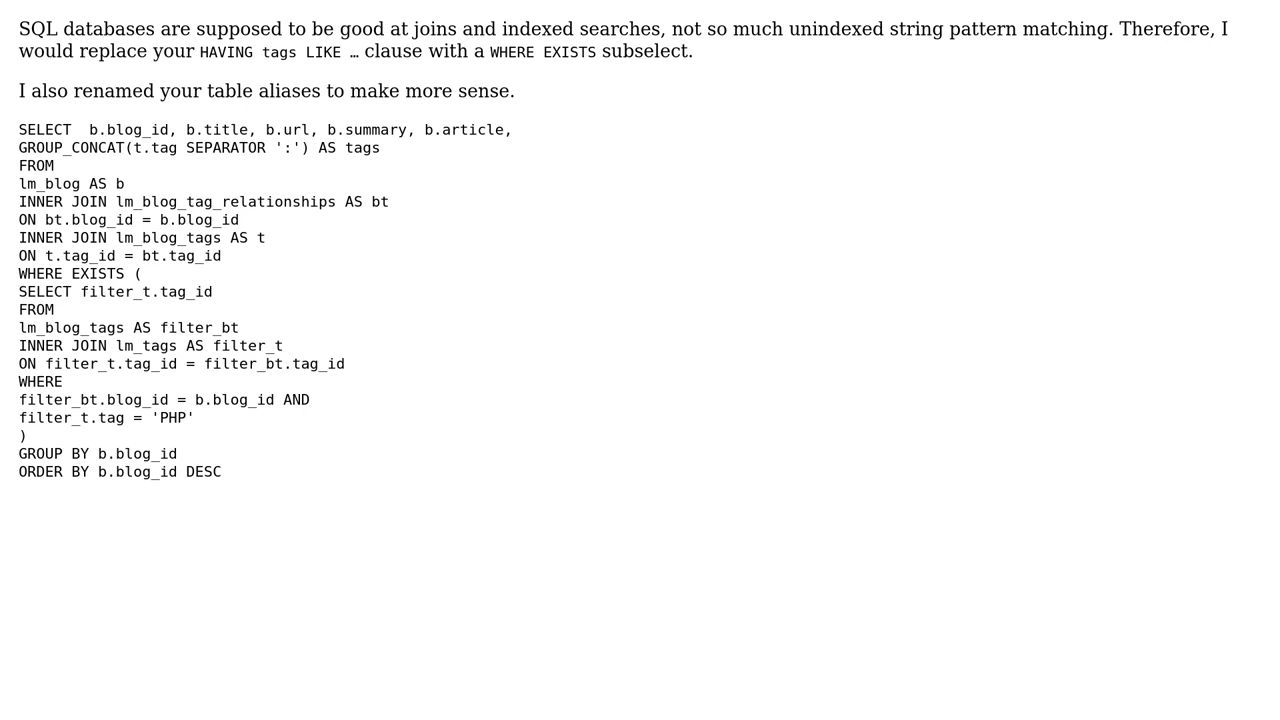 SQL databases are supposed to be good at joins and indexed searches, not so much unindexed string pattern matching. Therefore, I
would replace your HAVING tags LIKE … clause with a WHERE EXISTS subselect.
I also renamed your table aliases to make more sense.
SELECT  b.blog_id, b.title, b.url, b.summary, b.article,
GROUP_CONCAT(t.tag SEPARATOR ':') AS tags
FROM
lm_blog AS b
INNER JOIN lm_blog_tag_relationships AS bt
ON bt.blog_id = b.blog_id
INNER JOIN lm_blog_tags AS t
ON t.tag_id = bt.tag_id
WHERE EXISTS (
SELECT filter_t.tag_id
FROM
lm_blog_tags AS filter_bt
INNER JOIN lm_tags AS filter_t
ON filter_t.tag_id = filter_bt.tag_id
WHERE
filter_bt.blog_id = b.blog_id AND
filter_t.tag = 'PHP'
)
GROUP BY b.blog_id
ORDER BY b.blog_id DESC